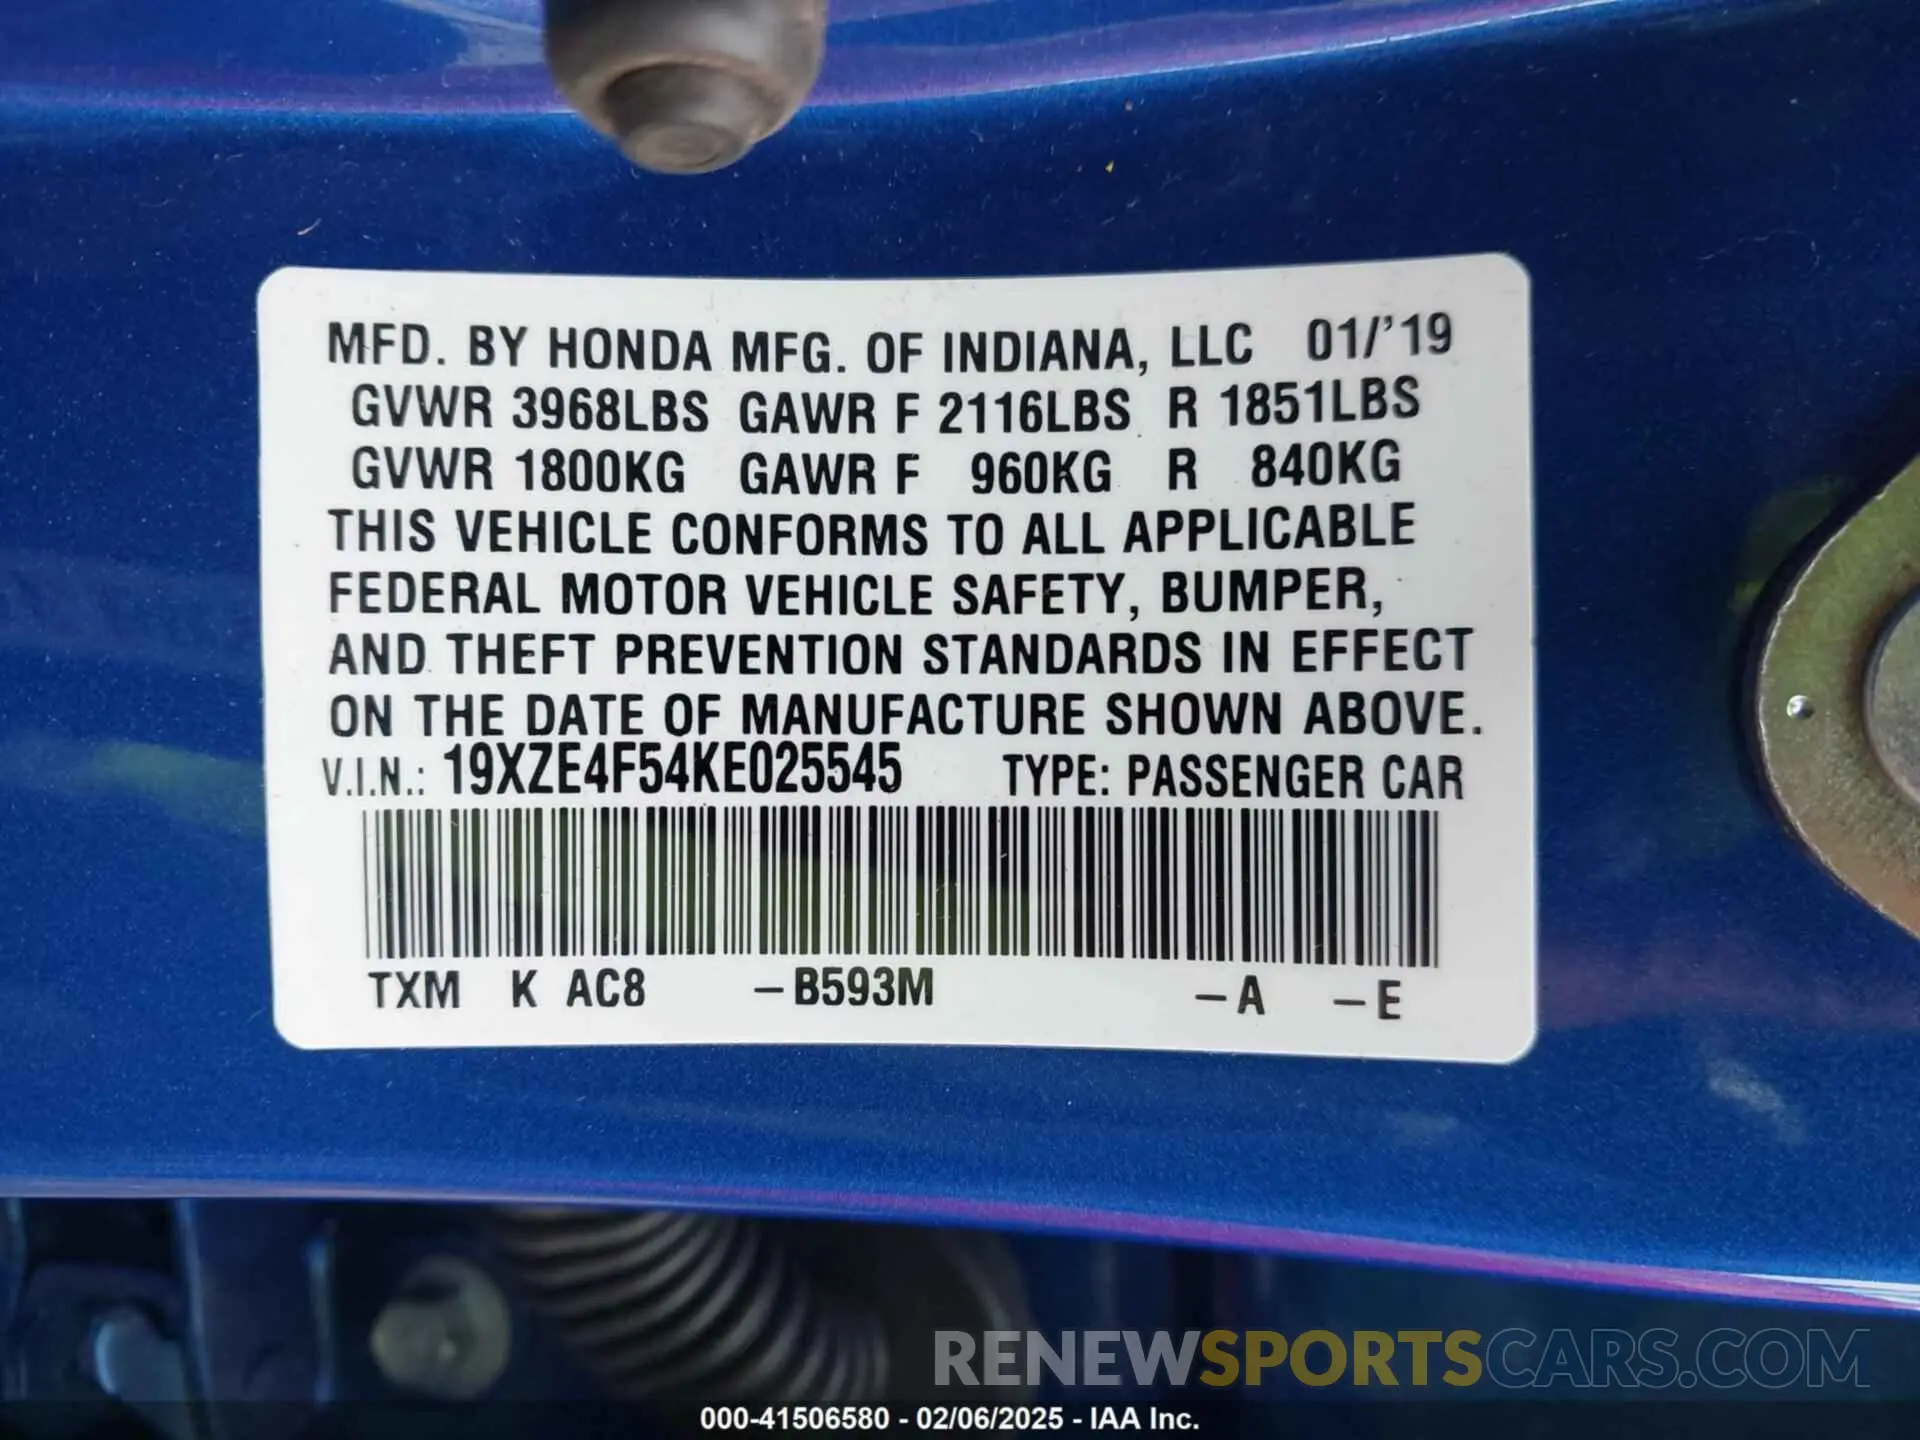 MFD. BY HONDA MFG. OF INDIANA, LLC 01/'19
GVWR 3968LBS GAWR F 2116LBS R 1851LBS
GVWR 1800KG GAWR F 960KG R 840KG
THIS VEHICLE CONFORMS TO ALL APPLICABLE
FEDERAL MOTOR VEHICLE SAFETY, BUMPER,
AND THEFT PREVENTION STANDARDS IN EFFECT
ON THE DATE OF MANUFACTURE SHOWN ABOVE.
V.I.N.: 19XZE4F54KE025545 TYPE: PASSENGER CAR
TXM K AC8 –B593M –A –E
RENEWSPORTSCARS.COM
000-41506580 - 02/06/2025 - IAA Inc.